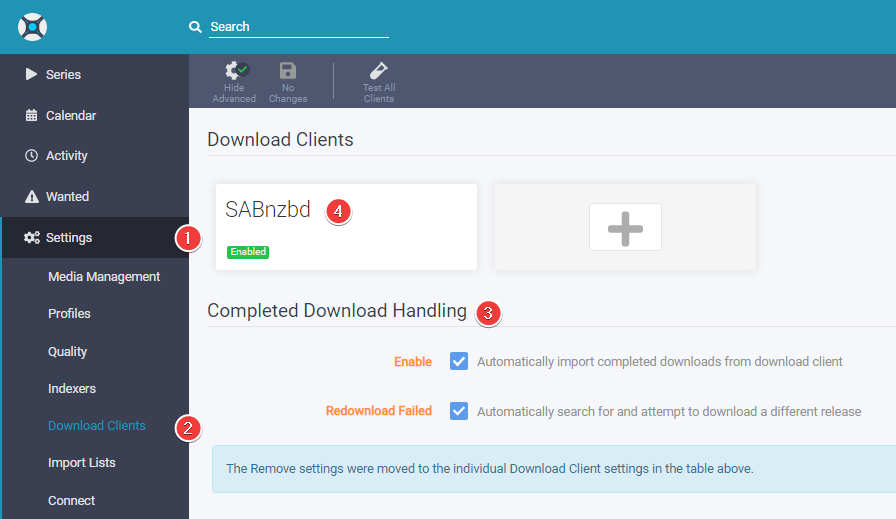 Search
Series
Calendar
Activity
Wanted
Settings
1
Media Management
Profiles
Quality
Indexers
Download Clients
2
Import Lists
Connect
Hide
Advanced
No
Changes
Test All
Clients
Download Clients
SABnzbd
4
Enabled
Completed Download Handling
3
Enable
Automatically import completed downloads from download client
Redownload Failed
Automatically search for and attempt to download a different release
The Remove settings were moved to the individual Download Client settings in the table above.